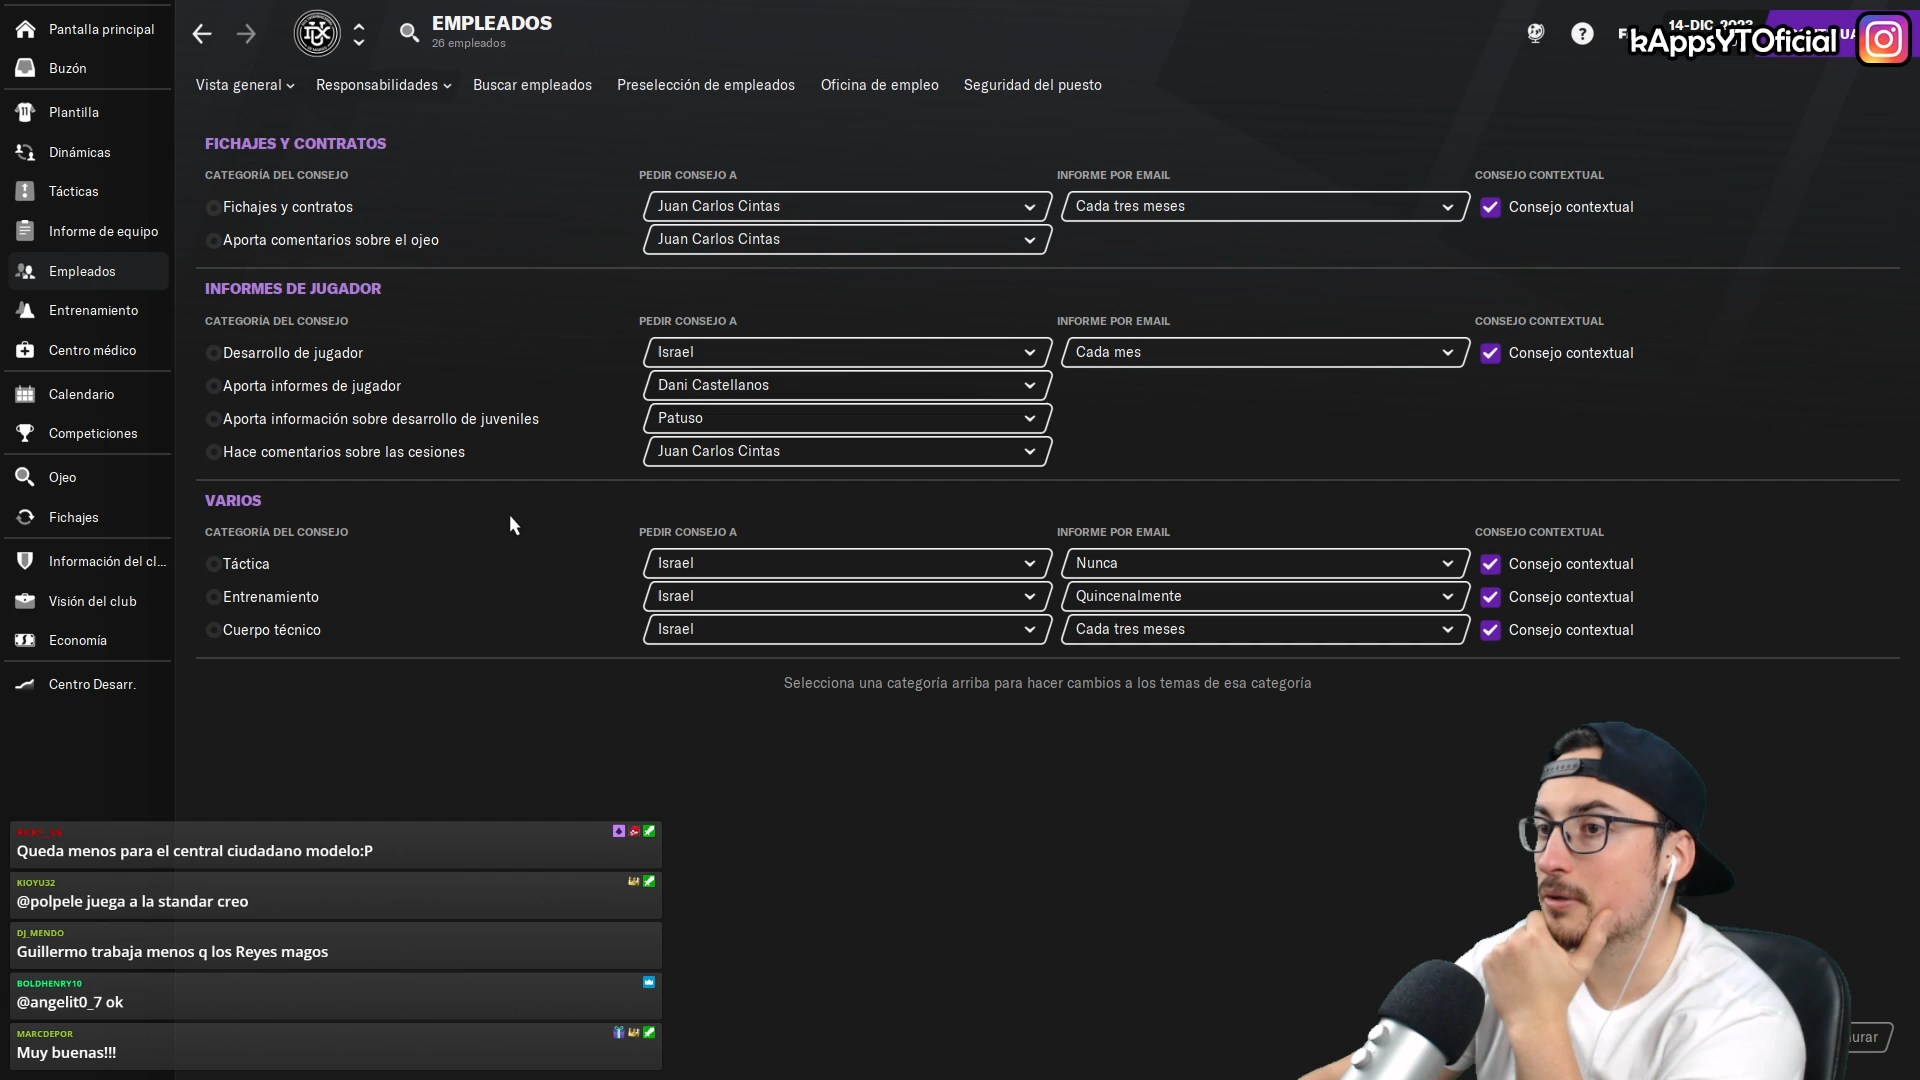 Pantalla principal
Buzón
Plantilla
Dinámicas
Tácticas
Informe de equipo
Empleados
Entrenamiento
Centro médico
Calendario
Competiciones
Ojeo
Fichajes
Información del cl...
Visión del club
Economía
Centro Desarr.
EMPLEADOS
26 empleados
14-DIC-2023
kAppsYTOficial
Vista general
Responsabilidades
Buscar empleados
Preselección de empleados
Oficina de empleo
Seguridad del puesto
FICHAJES Y CONTRATOS
CATEGORÍA DEL CONSEJO PEDIR CONSEJO A INFORME POR EMAIL CONSEJO CONTEXTUAL
Fichajes y contratos Juan Carlos Cintas Cada tres meses Consejo contextual
Aporta comentarios sobre el ojeo Juan Carlos Cintas
INFORMES DE JUGADOR
CATEGORÍA DEL CONSEJO PEDIR CONSEJO A INFORME POR EMAIL CONSEJO CONTEXTUAL
Desarrollo de jugador Israel Cada mes Consejo contextual
Aporta informes de jugador Dani Castellanos
Aporta información sobre desarrollo de juveniles Patuso
Hace comentarios sobre las cesiones Juan Carlos Cintas
VARIOS
CATEGORÍA DEL CONSEJO PEDIR CONSEJO A INFORME POR EMAIL CONSEJO CONTEXTUAL
Táctica Israel Nunca Consejo contextual
Entrenamiento Israel Quincenalmente Consejo contextual
Cuerpo técnico Israel Cada tres meses Consejo contextual
Selecciona una categoría arriba para hacer cambios a los temas de esa categoría
Queda menos para el central ciudadano modelo:P
KIOYU32
@polpele juega a la standar creo
DJ_MENDO
Guillermo trabaja menos q los Reyes magos
BOLDHENRY10
@angelit0_7 ok
MARCDEPOR
Muy buenas!!!